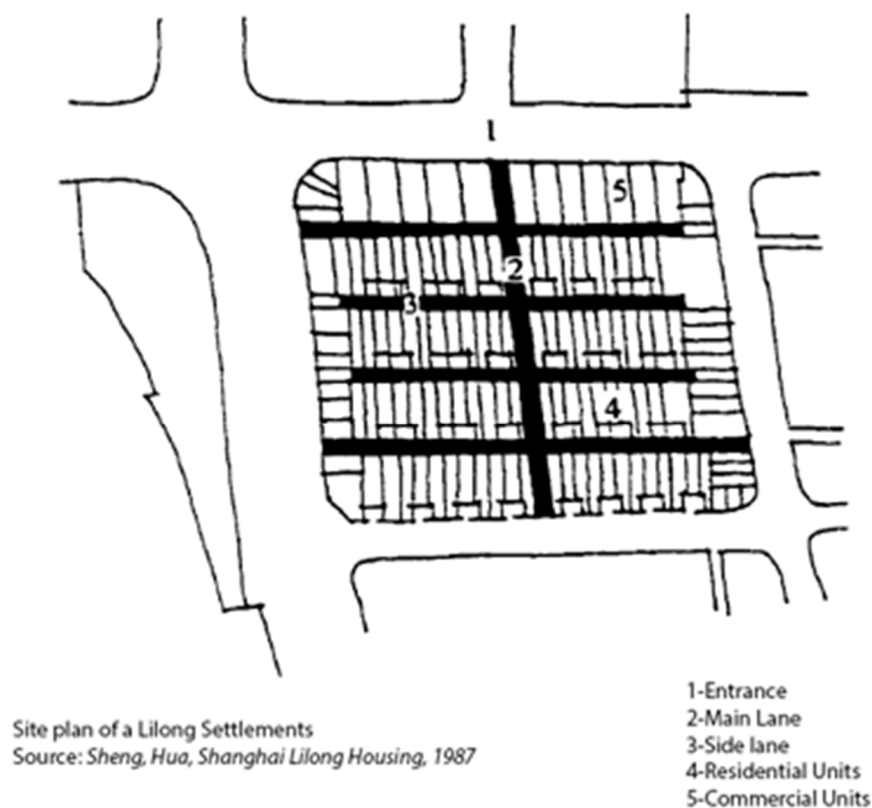 1
5
2
3
4
1-Entrance
2-Main Lane
Site plan of a Lilong Settlements
3-Side lane
Source: Sheng, Hua, Shanghai Lilong Housing, 1987
4-Residential Units
5-Commercial Units